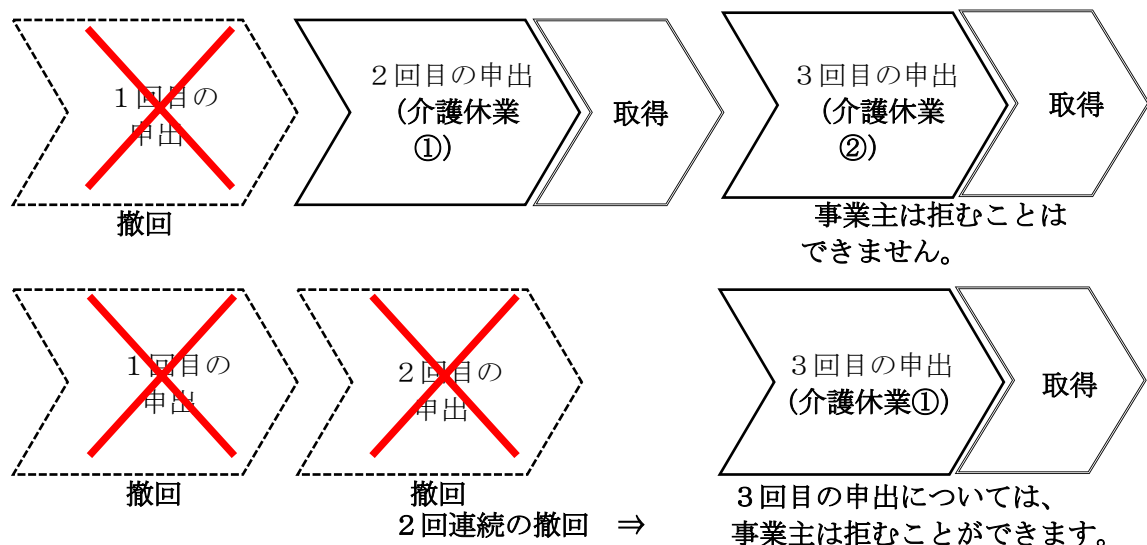 １回目の
申出
撤回
２回目の申出
(介護休業
①)
取得
３回目の申出
(介護休業
②)
取得
事業主は拒むことは
できません。
１回目の
申出
撤回
２回目の
申出
撤回
２回連続の撤回　⇒
３回目の申出
(介護休業①)
取得
３回目の申出については、
事業主は拒むことができます。